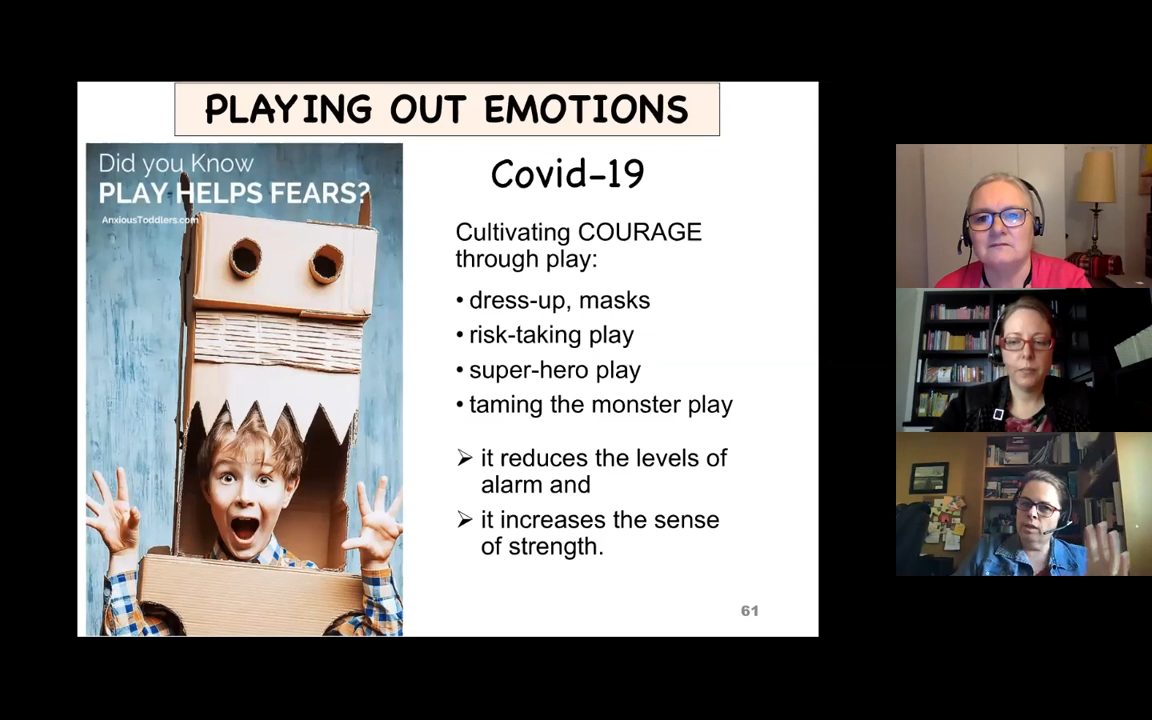 PLAYING OUT EMOTIONS
Did you Know
PLAY HELPS FEARS?
AnxiousToddlers.com
Covid-19
Cultivating COURAGE
through play:
• dress-up, masks
• risk-taking play
• super-hero play
• taming the monster play
➢ it reduces the levels of
alarm and
➢ it increases the sense
of strength.
61